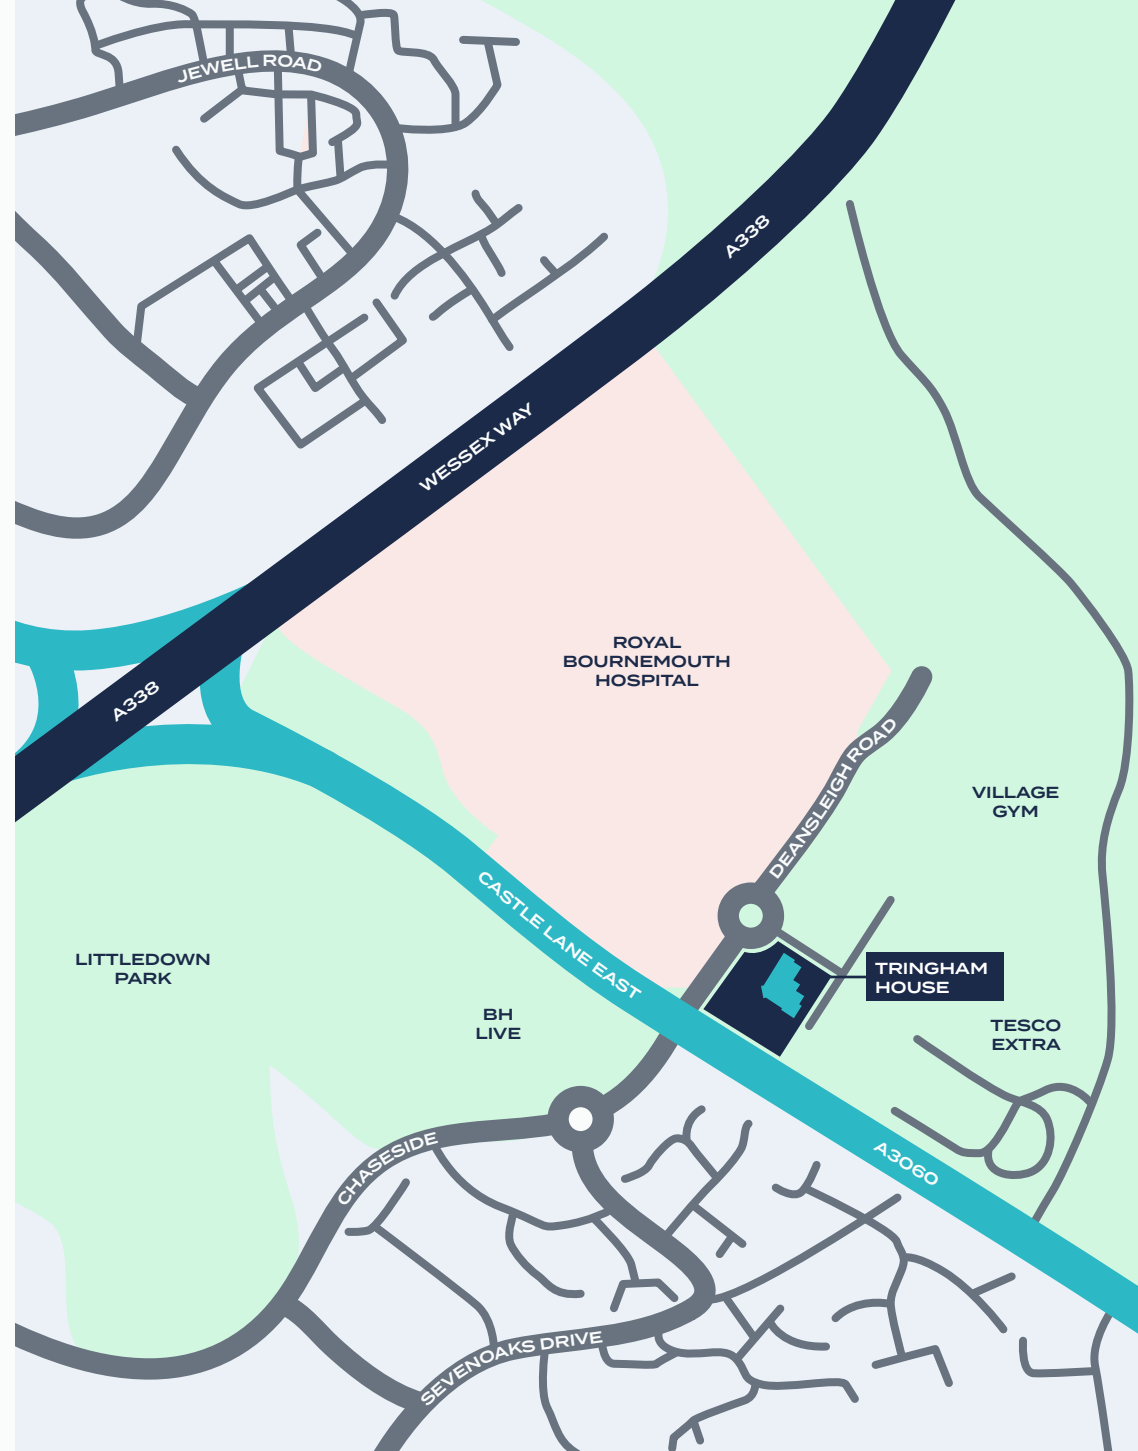 JEWELL ROAD
A338
WESSEX WAY
ROYAL
BOURNEMOUTH
HOSPITAL
A338
DEANSLEIGH ROAD
VILLAGE
GYM
CASTLE LANE EAST
LITTLEDOWN
PARK
TRINGHAM
HOUSE
BH
LIVE
TESCO
EXTRA
CHASESIDE
A3060
SEVENOAKS DRIVE